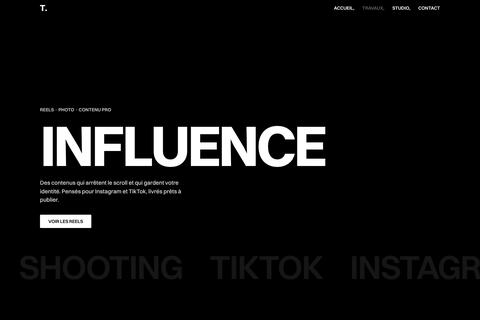 T.
ACCUEIL, TRAVAUX, STUDIO, CONTACT
REELS · PHOTO · CONTENU PRO
INFLUENCE
Des contenus qui arrêtent le scroll et qui gardent votre
identité. Pensés pour Instagram et TikTok, livrés prêts à
publier.
VOIR LES REELS
SHOOTING TIKTOK INSTAGR